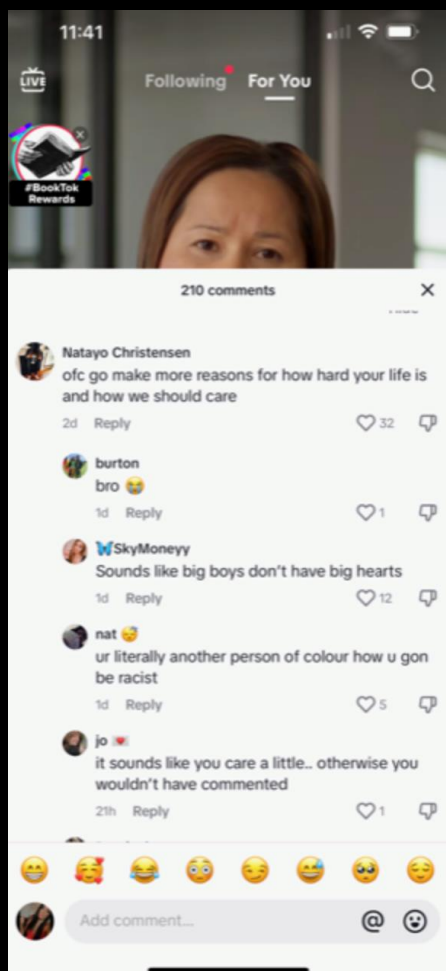 11:41
LIVE
Following For You
#BookTok
Rewards
210 comments
Natayo Christensen
ofc go make more reasons for how hard your life is
and how we should care
2d Reply 32
burton
bro 😭
1d Reply 1
🦋SkyMoneyy
Sounds like big boys don't have big hearts
1d Reply 12
nat 😴
ur literally another person of colour how u gon
be racist
1d Reply 5
jo 💌
it sounds like you care a little.. otherwise you
wouldn't have commented
21h Reply 1
😁 🥰 😂 😳 😏 😅 🥺 😌
Add comment... @